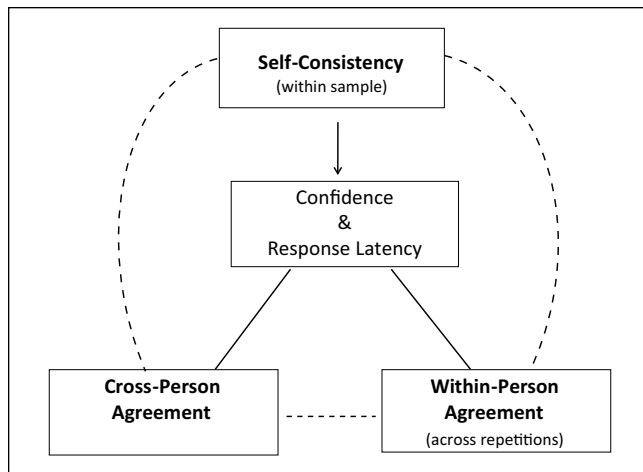 Self-Consistency
(within sample)
Confidence
&
Response Latency
Cross-Person
Agreement
Within-Person
Agreement
(across repetitions)